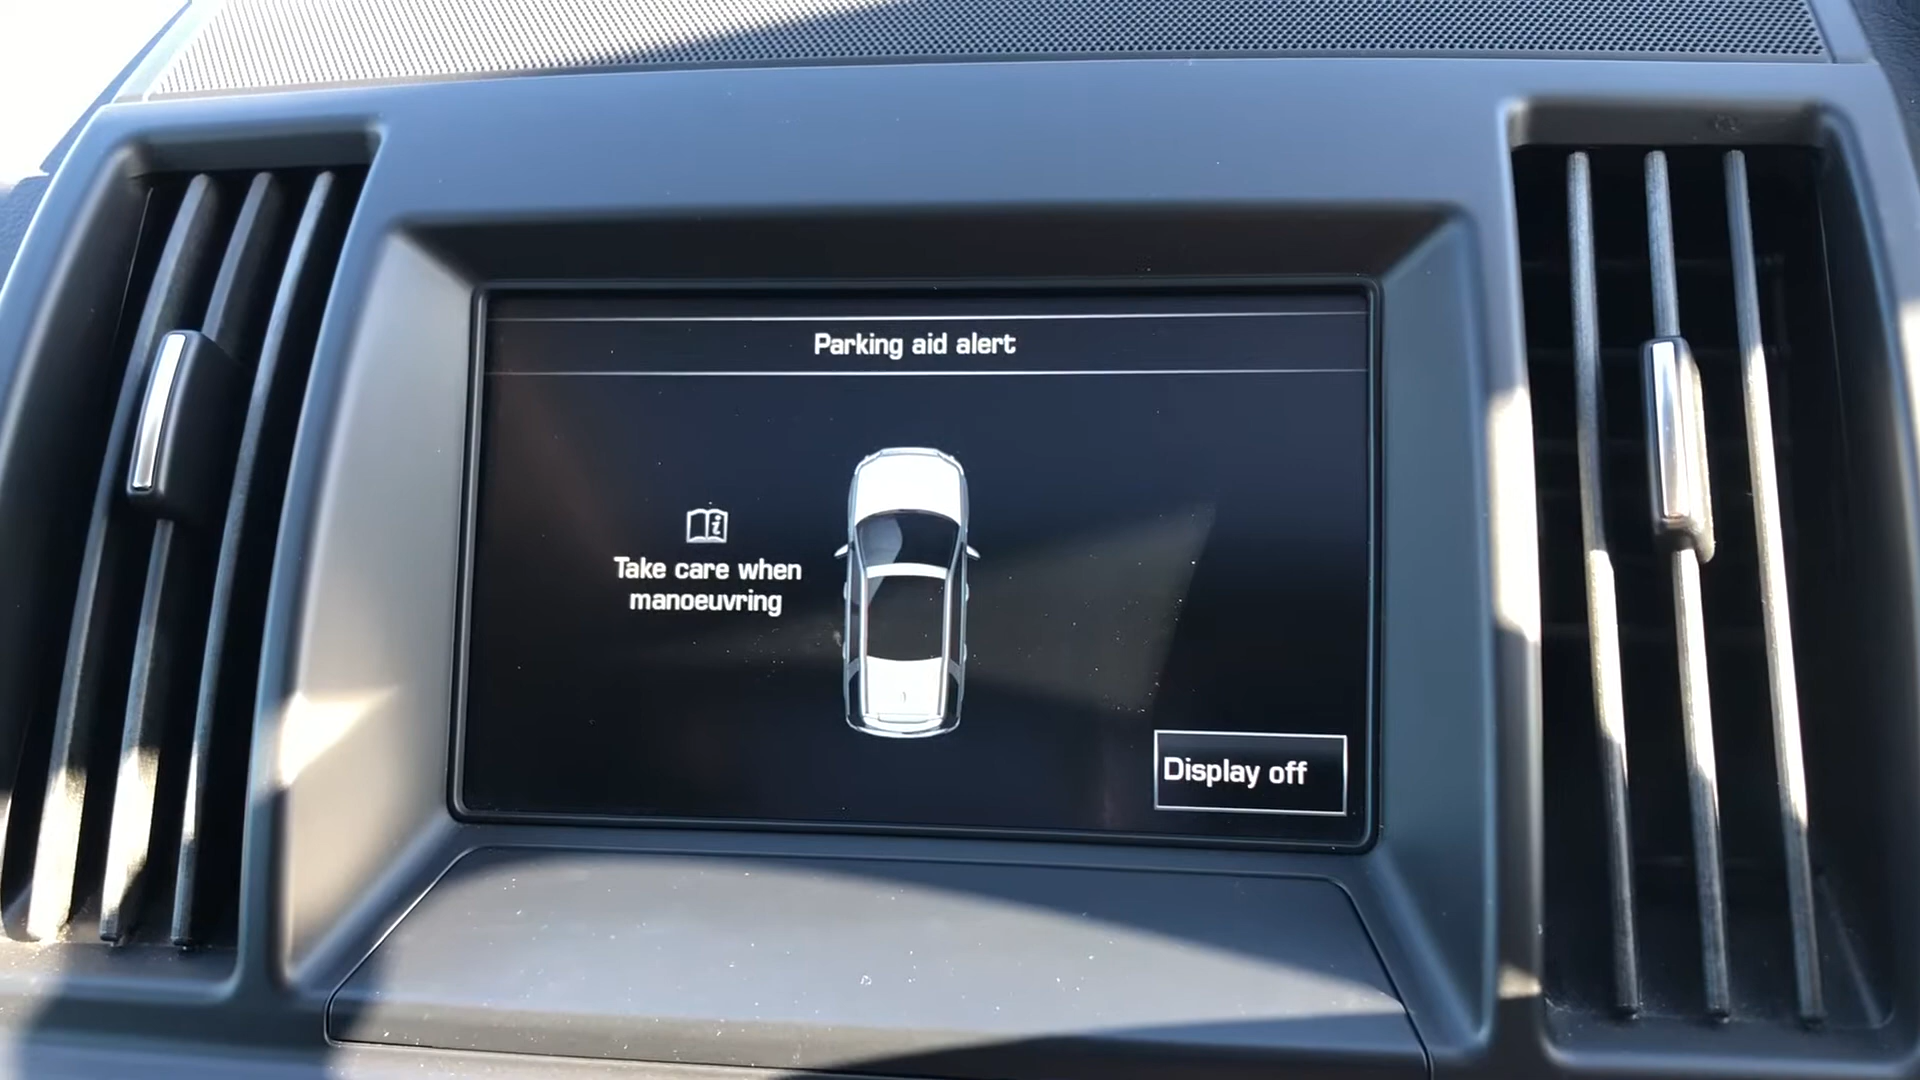 Parking aid alert
Take care when
manoeuvring
Display off